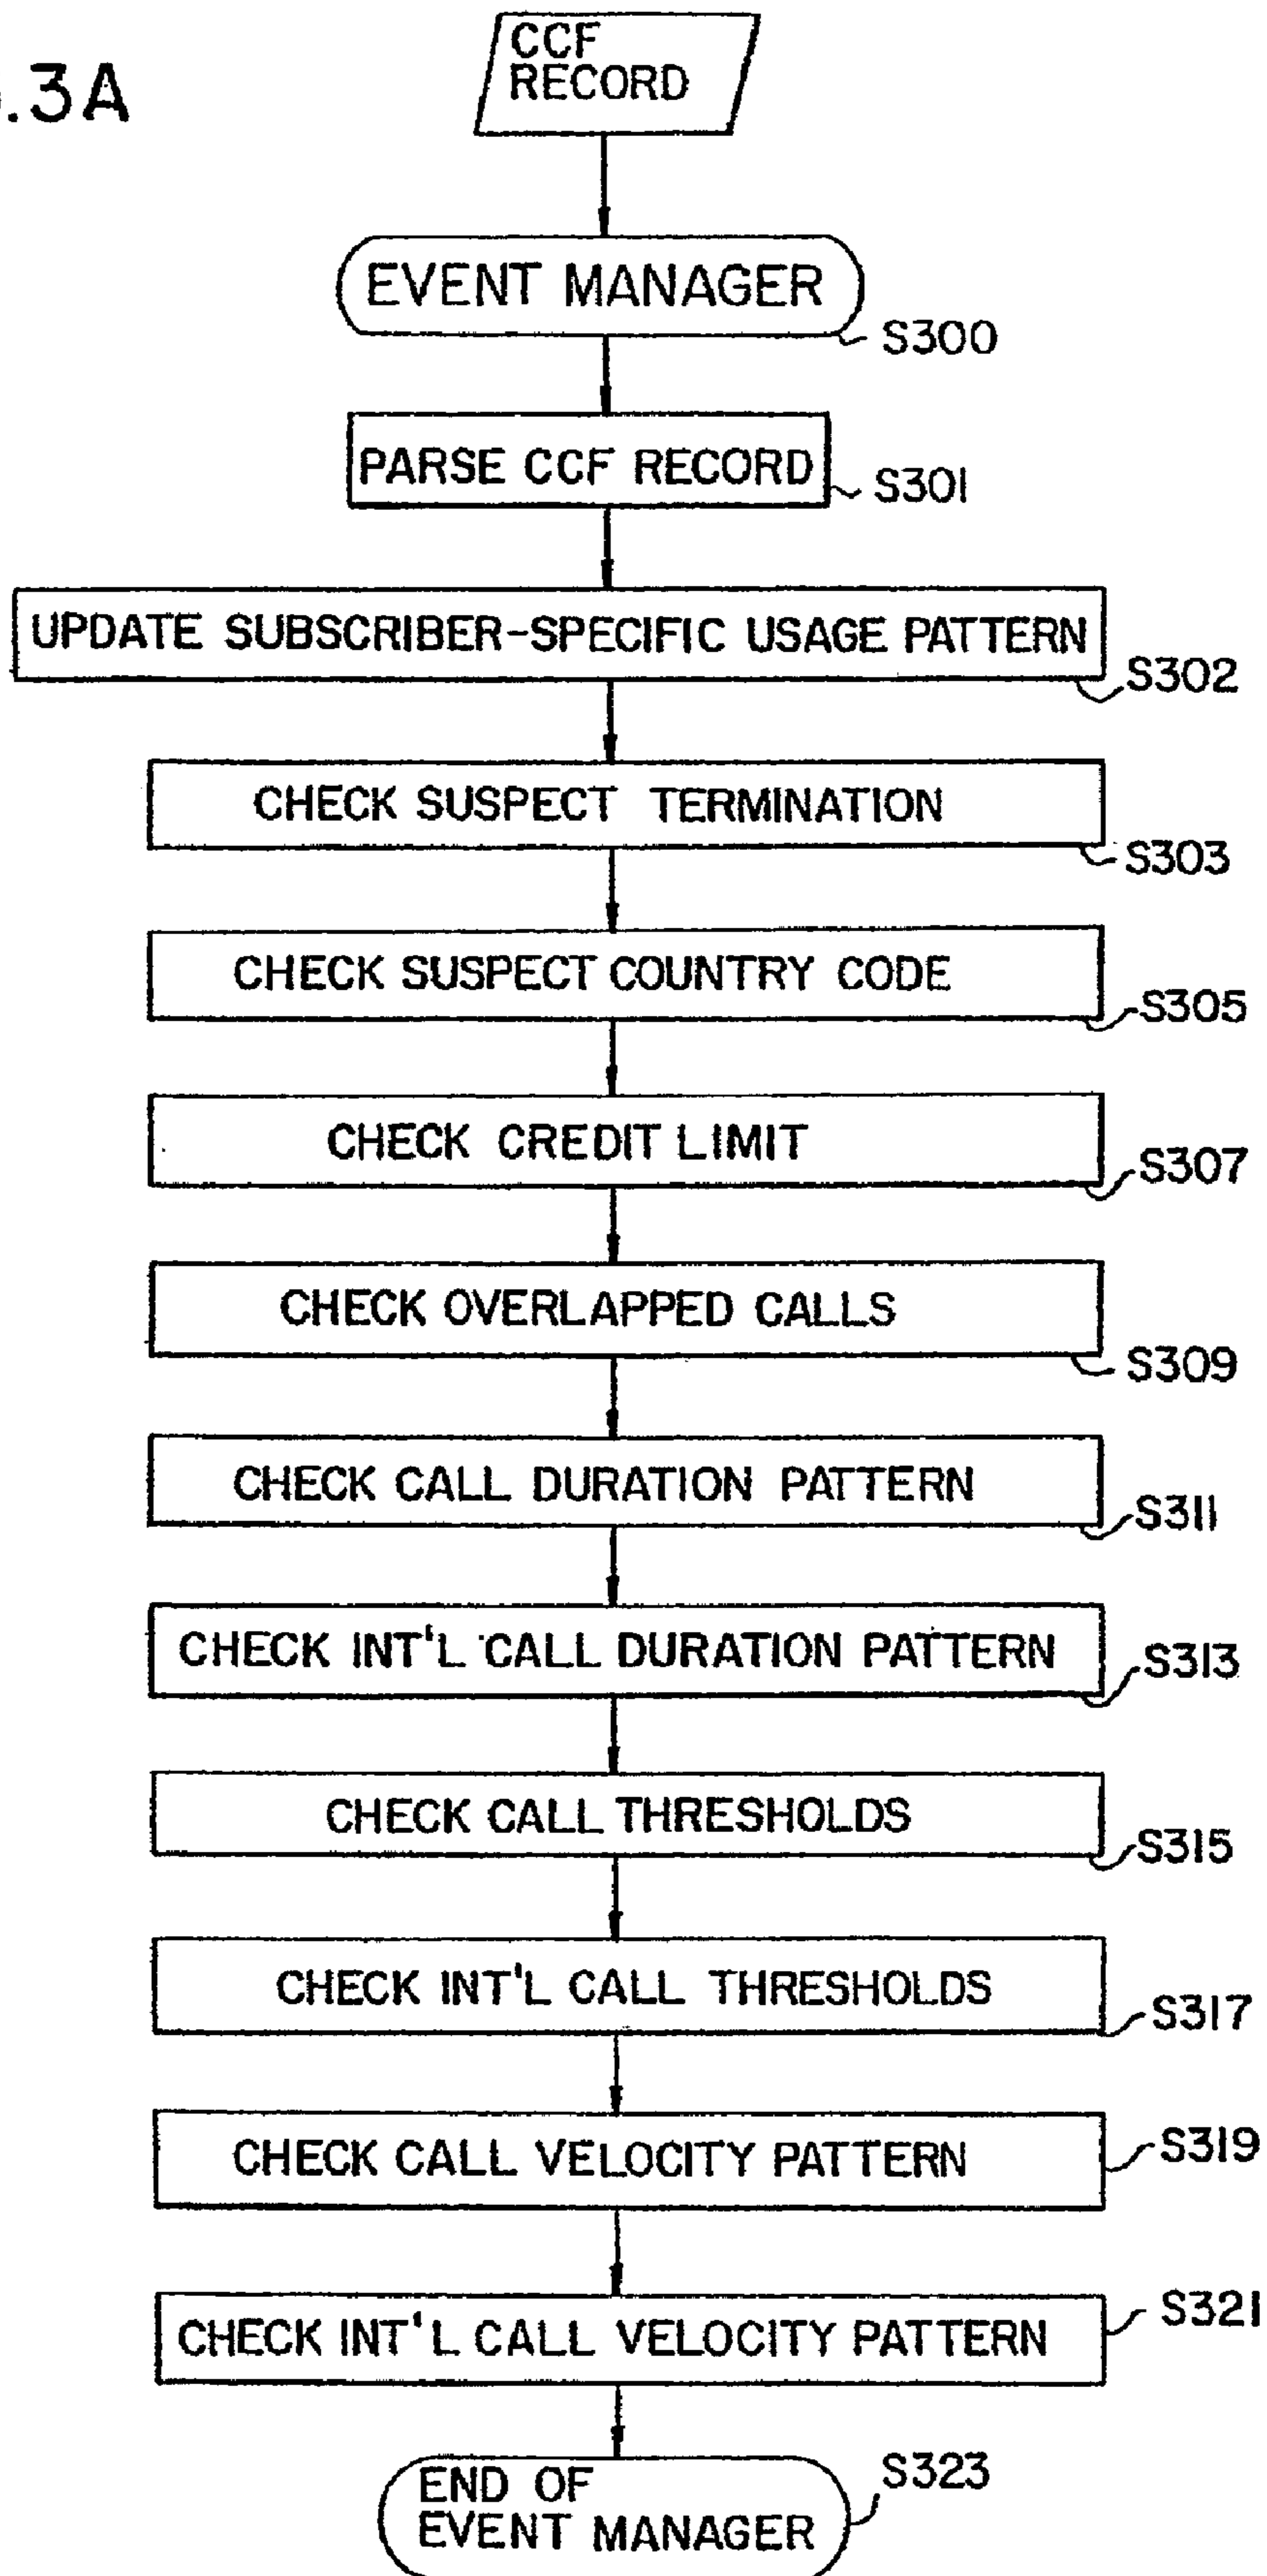 .3A
CCF
RECORD
EVENT MANAGER
S300
PARSE CCF RECORD
S301
UPDATE SUBSCRIBER-SPECIFIC USAGE PATTERN
S302
CHECK SUSPECT TERMINATION
S303
CHECK SUSPECT COUNTRY CODE
S305
CHECK CREDIT LIMIT
S307
CHECK OVERLAPPED CALLS
S309
CHECK CALL DURATION PATTERN
S311
CHECK INT'L CALL DURATION PATTERN
S313
CHECK CALL THRESHOLDS
S315
CHECK INT'L CALL THRESHOLDS
S317
CHECK CALL VELOCITY PATTERN
S319
CHECK INT'L CALL VELOCITY PATTERN
S321
END OF
EVENT MANAGER
S323